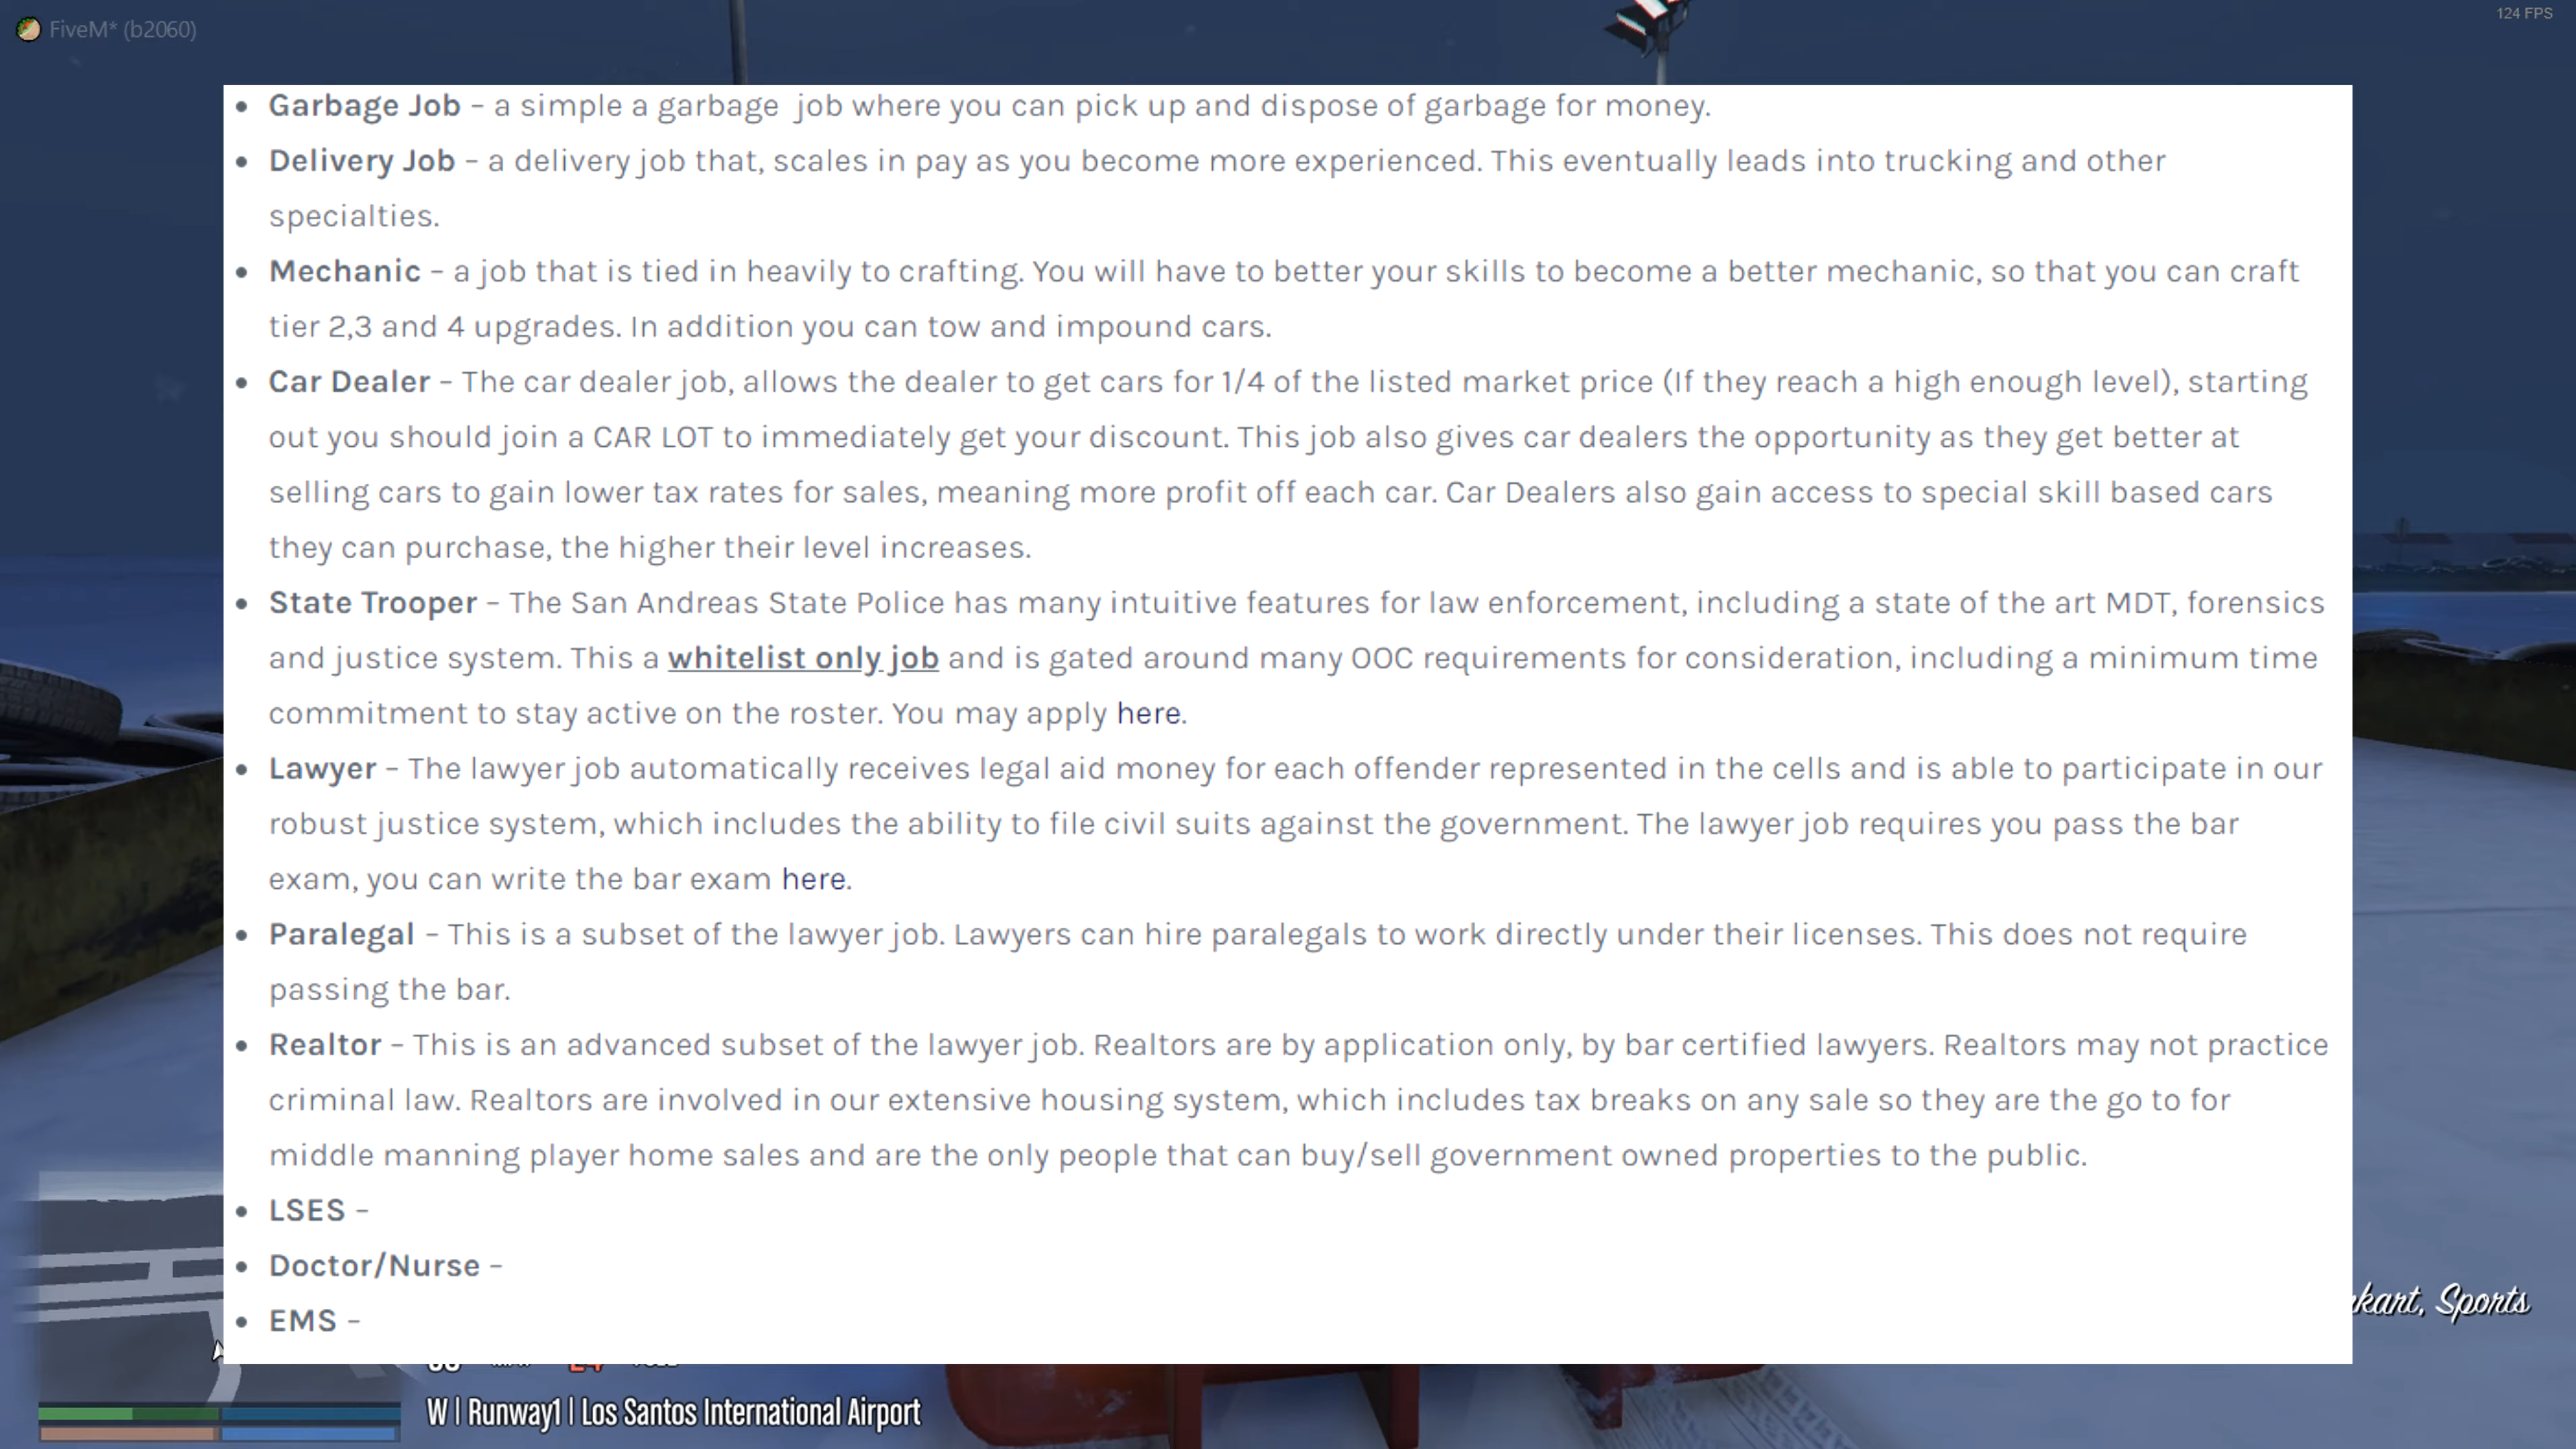 FiveM* (b2060)
124 FPS
• Garbage Job – a simple a garbage job where you can pick up and dispose of garbage for money.
• Delivery Job – a delivery job that, scales in pay as you become more experienced. This eventually leads into trucking and other
specialties.
• Mechanic – a job that is tied in heavily to crafting. You will have to better your skills to become a better mechanic, so that you can craft
tier 2,3 and 4 upgrades. In addition you can tow and impound cars.
• Car Dealer – The car dealer job, allows the dealer to get cars for 1/4 of the listed market price (If they reach a high enough level), starting
out you should join a CAR LOT to immediately get your discount. This job also gives car dealers the opportunity as they get better at
selling cars to gain lower tax rates for sales, meaning more profit off each car. Car Dealers also gain access to special skill based cars
they can purchase, the higher their level increases.
• State Trooper – The San Andreas State Police has many intuitive features for law enforcement, including a state of the art MDT, forensics
and justice system. This a whitelist only job and is gated around many OOC requirements for consideration, including a minimum time
commitment to stay active on the roster. You may apply here.
• Lawyer – The lawyer job automatically receives legal aid money for each offender represented in the cells and is able to participate in our
robust justice system, which includes the ability to file civil suits against the government. The lawyer job requires you pass the bar
exam, you can write the bar exam here.
• Paralegal – This is a subset of the lawyer job. Lawyers can hire paralegals to work directly under their licenses. This does not require
passing the bar.
• Realtor – This is an advanced subset of the lawyer job. Realtors are by application only, by bar certified lawyers. Realtors may not practice
criminal law. Realtors are involved in our extensive housing system, which includes tax breaks on any sale so they are the go to for
middle manning player home sales and are the only people that can buy/sell government owned properties to the public.
• LSES –
• Doctor/Nurse –
• EMS –
kart, Sports
W | Runway1 | Los Santos International Airport